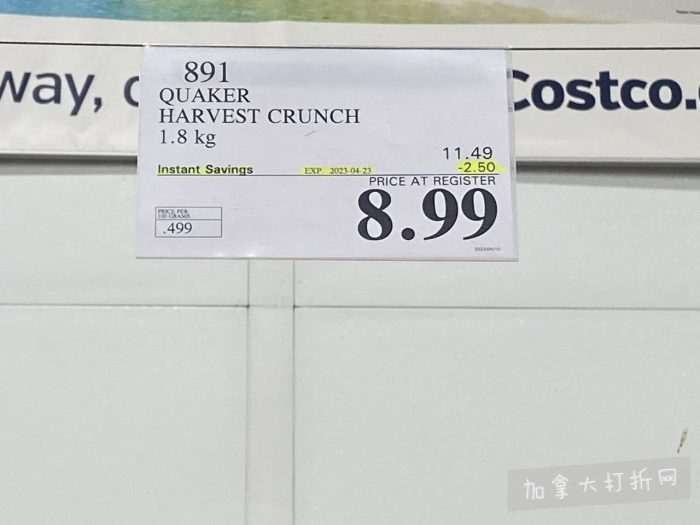 way, c
Costco.
891
QUAKER
HARVEST CRUNCH
1.8 kg
11.49
Instant Savings EXP. 2023-04-23 -2.50
PRICE AT REGISTER
8.99
PRICE PER
100 GRAMS
.499
加拿大打折网